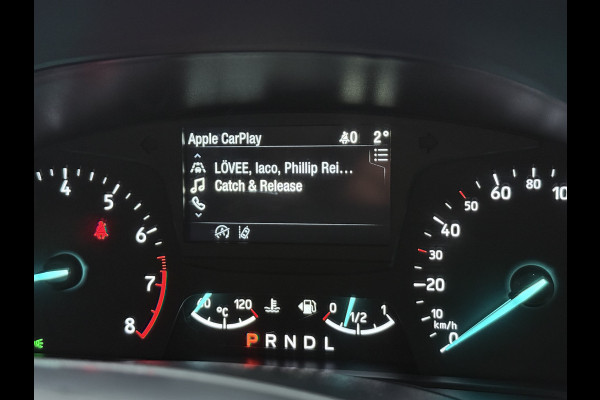 Apple CarPlay 0 2°
LÖVEE, Iaco, Phillip Rei...
Catch & Release
4 5 6 7 8
60 °C 120
0 1/2 1
P R N D L
0 10 20 30 40 50 60 80 10
km/h